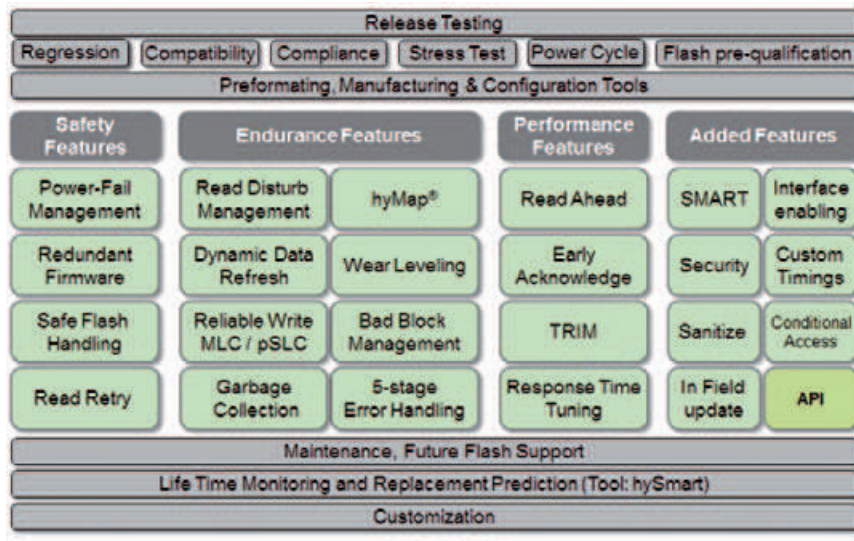 Release Testing
Regression Compatibility Compliance Stress Test Power Cycle Flash pre-qualification
Preformating, Manufacturing & Configuration Tools
Safety
Features
Endurance Features
Performance
Features
Added Features
Power-Fail
Management
Read Disturb
Management
hyMap®
Read Ahead
SMART
Interface
enabling
Redundant
Firmware
Dynamic Data
Refresh
Wear Leveling
Early
Acknowledge
Security
Custom
Timings
Safe Flash
Handling
Reliable Write
MLC / pSLC
Bad Block
Management
TRIM
Sanitize
Conditional
Access
Read Retry
Garbage
Collection
5-stage
Error Handling
Response Time
Tuning
In Field
update
API
Maintenance, Future Flash Support
Life Time Monitoring and Replacement Prediction (Tool: hySmart)
Customization